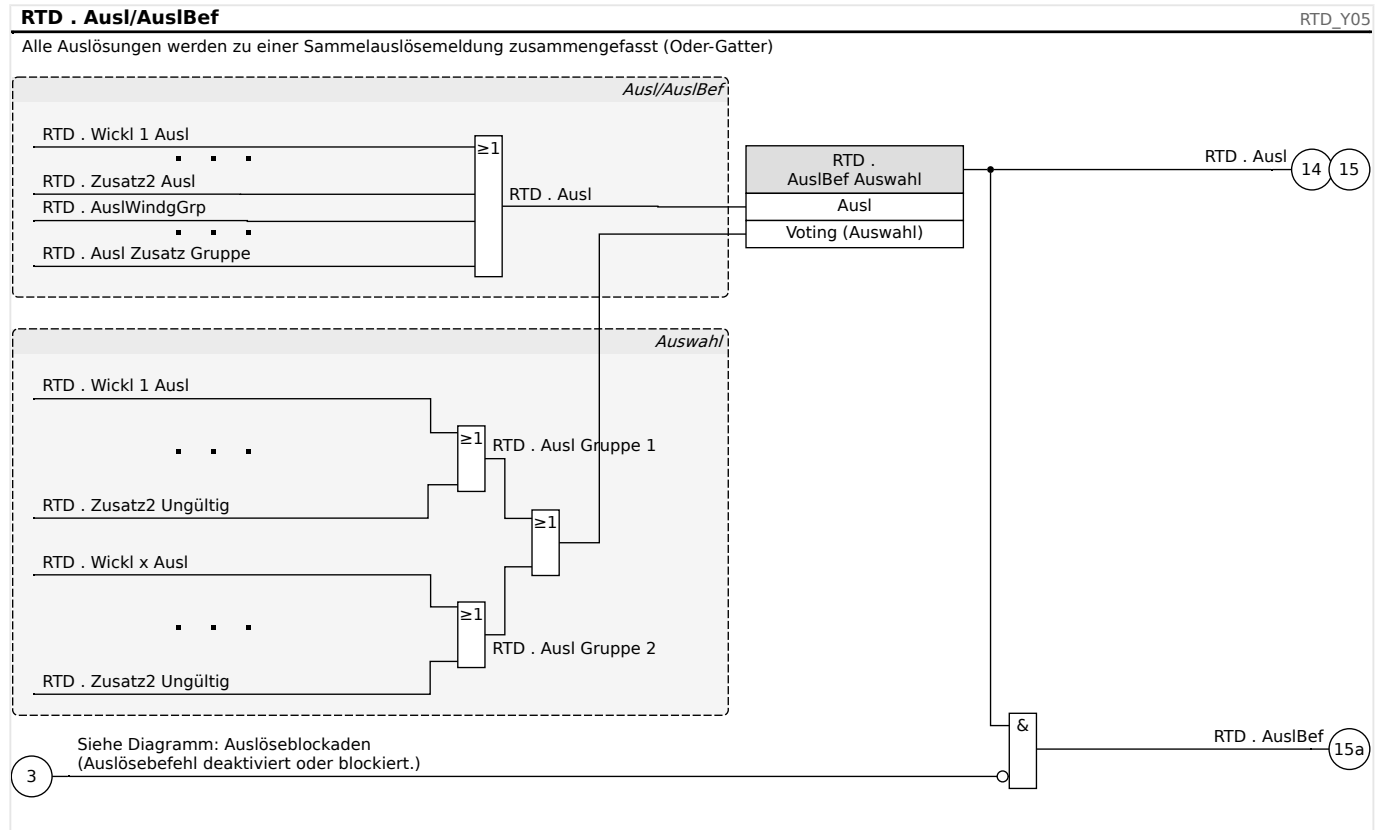 RTD . Ausl/AuslBef
RTD_Y05
Alle Auslösungen werden zu einer Sammelauslösemeldung zusammengefasst (Oder-Gatter)
Ausl/AuslBef
RTD . Wickl 1 Ausl
≥1
RTD . Zusatz2 Ausl
RTD . AuslWindgGrp
RTD . Ausl Zusatz Gruppe
RTD . Ausl
RTD .
AuslBef Auswahl
Ausl
Voting (Auswahl)
RTD . Ausl
14
15
Auswahl
RTD . Wickl 1 Ausl
≥1
RTD . Ausl Gruppe 1
RTD . Zusatz2 Ungültig
≥1
RTD . Wickl x Ausl
≥1
RTD . Ausl Gruppe 2
RTD . Zusatz2 Ungültig
Siehe Diagramm: Auslöseblockaden
(Auslösebefehl deaktiviert oder blockiert.)
3
&
RTD . AuslBef
15a